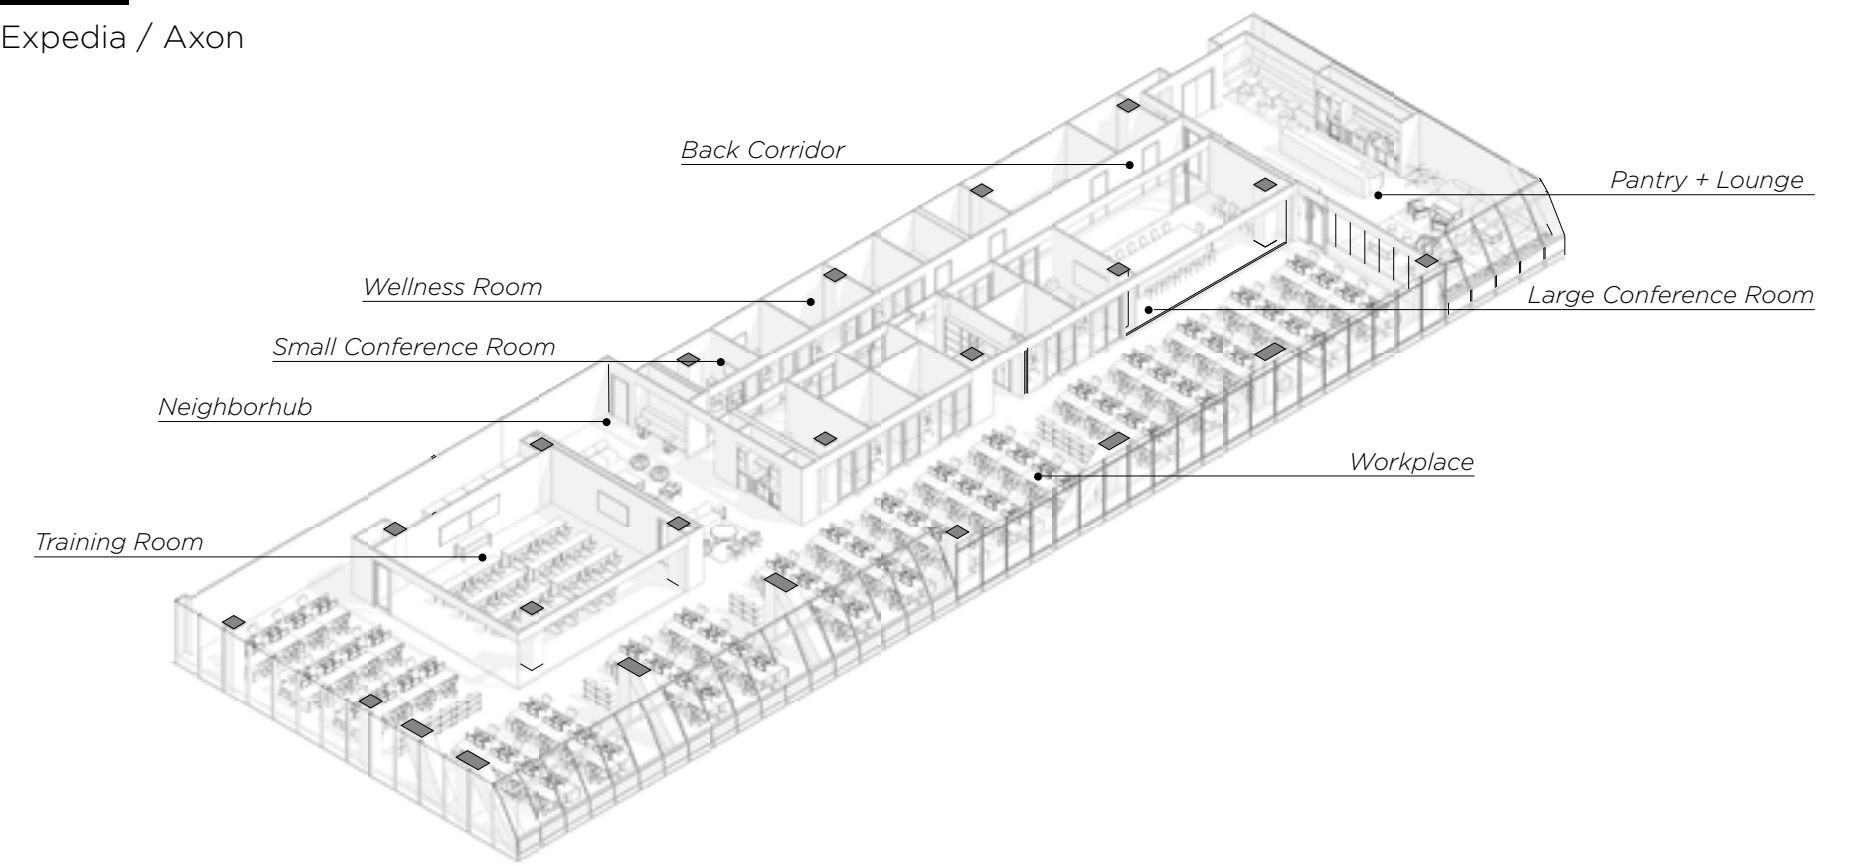 Expedia / Axon
Back Corridor
Pantry + Lounge
Wellness Room
Large Conference Room
Small Conference Room
Neighborhub
Workplace
Training Room